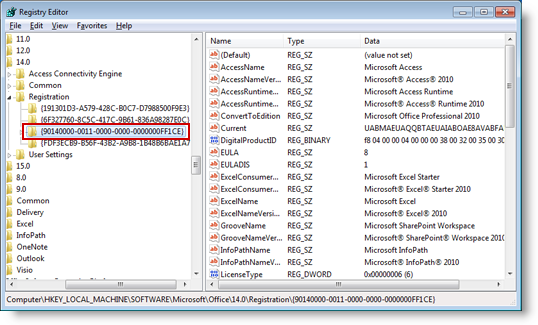 Registry Editor
File Edit View Favorites Help
11.0
12.0
14.0
Access Connectivity Engine
Common
Registration
{191301D3-A579-428C-B0C7-D7988500F9E3}
{6F327760-8C5C-417C-9B61-836A98287E0C}
{90140000-0011-0000-0000-0000000FF1CE}
{FDF3ECB9-B56F-43B2-A9B8-1B48B6BAE1A7
User Settings
15.0
8.0
9.0
Common
Delivery
Excel
InfoPath
OneNote
Outlook
Visio
Name Type Data
(Default) REG_SZ (value not set)
AccessName REG_SZ Microsoft Access
AccessNameVer... REG_SZ Microsoft® Access® 2010
AccessRuntime REG_SZ Microsoft Access Runtime
AccessRuntime... REG_SZ Microsoft® Access® Runtime 2010
ConvertToEdition REG_SZ Microsoft Office 2010
Current REG_SZ UABMAEUAQQBTAEUAIABOAE8AVABFA
DigitalProductID REG_BINARY f8 04 00 00 04 00 00 00 38 00 32 00 35 00 30
EULA REG_SZ 8
EULADIS REG_SZ 1
ExcelConsumer... REG_SZ Microsoft Excel Starter
ExcelConsumer... REG_SZ Microsoft® Excel® Starter 2010
ExcelName REG_SZ Microsoft Excel
ExcelNameVersi... REG_SZ Microsoft® Excel® 2010
GrooveName REG_SZ Microsoft SharePoint Workspace
GrooveNameVer... REG_SZ Microsoft® SharePoint® Workspace 2010
InfoPathName REG_SZ Microsoft InfoPath
InfoPathNameV... REG_SZ Microsoft® InfoPath® 2010
LicenseType REG_DWORD 0x00000006 (6)
Computer\HKEY_LOCAL_MACHINE\SOFTWARE\Microsoft\Office\14.0\Registration\{90140000-0011-0000-0000-0000000FF1CE}